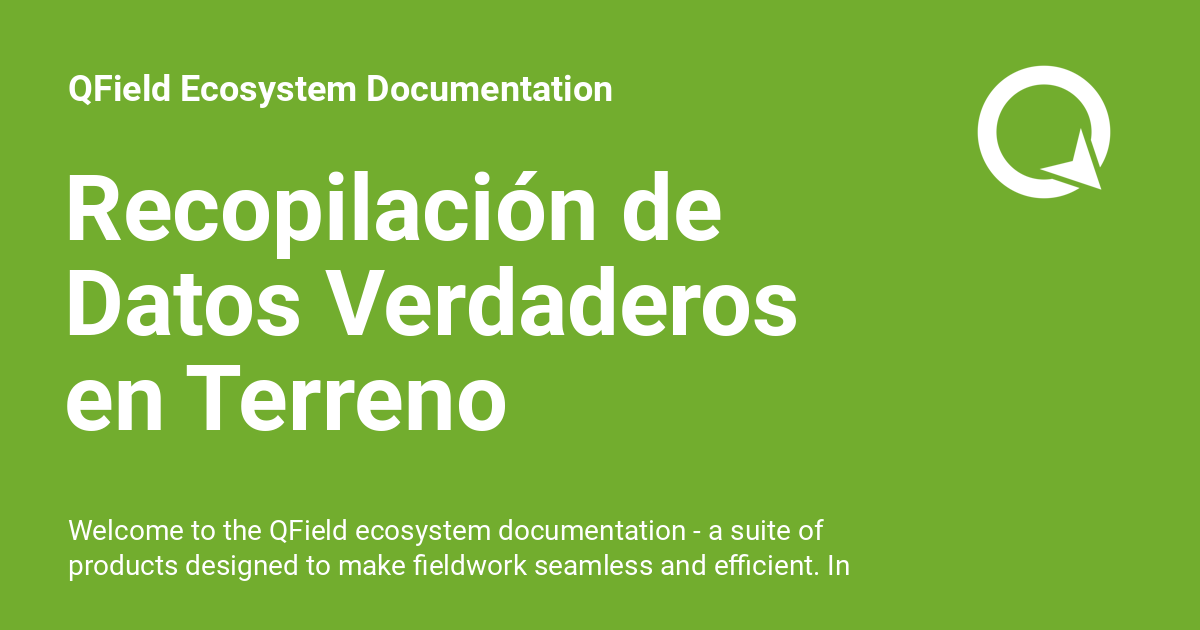 QField Ecosystem Documentation
Recopilación de
Datos Verdaderos
en Terreno
Welcome to the QField ecosystem documentation - a suite of
products designed to make fieldwork seamless and efficient. In